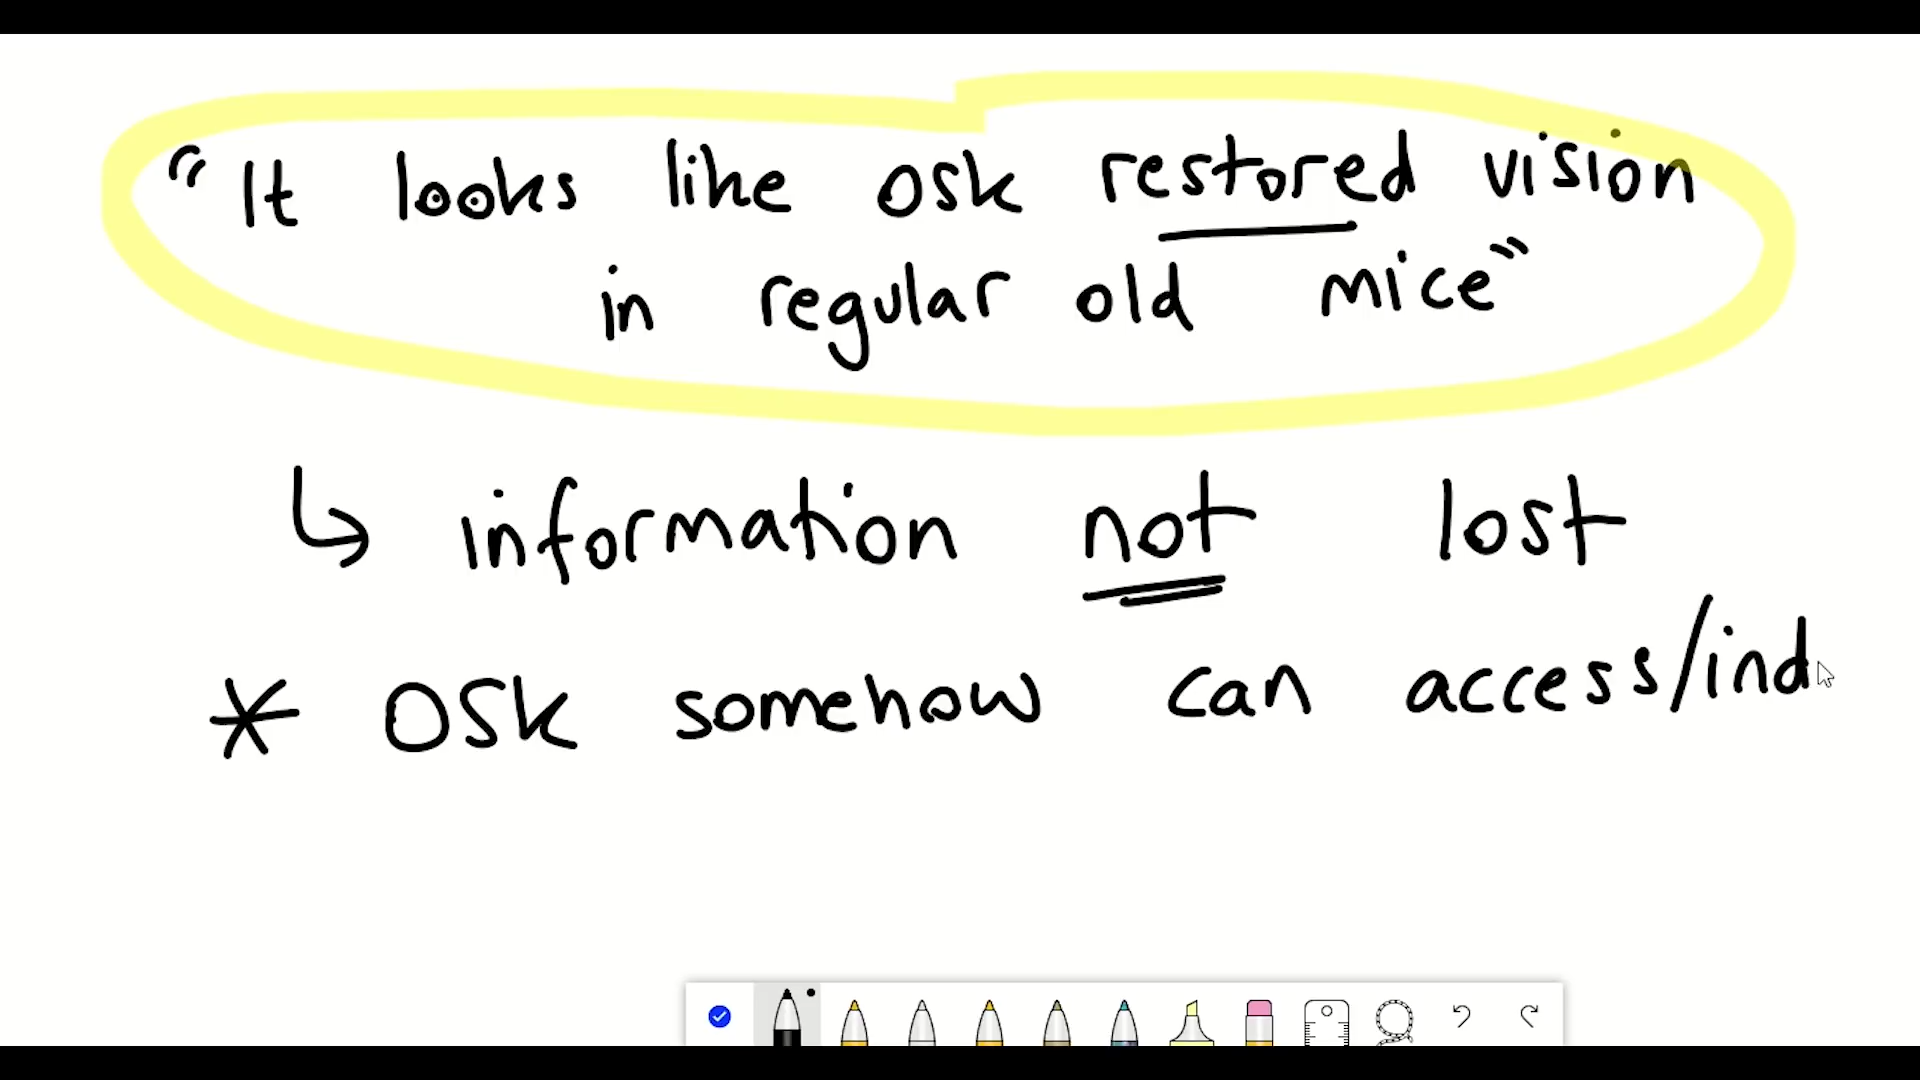 "It looks like OSK restored vision
in regular old mice"
↳ information not lost
* OSK somehow can access/ind